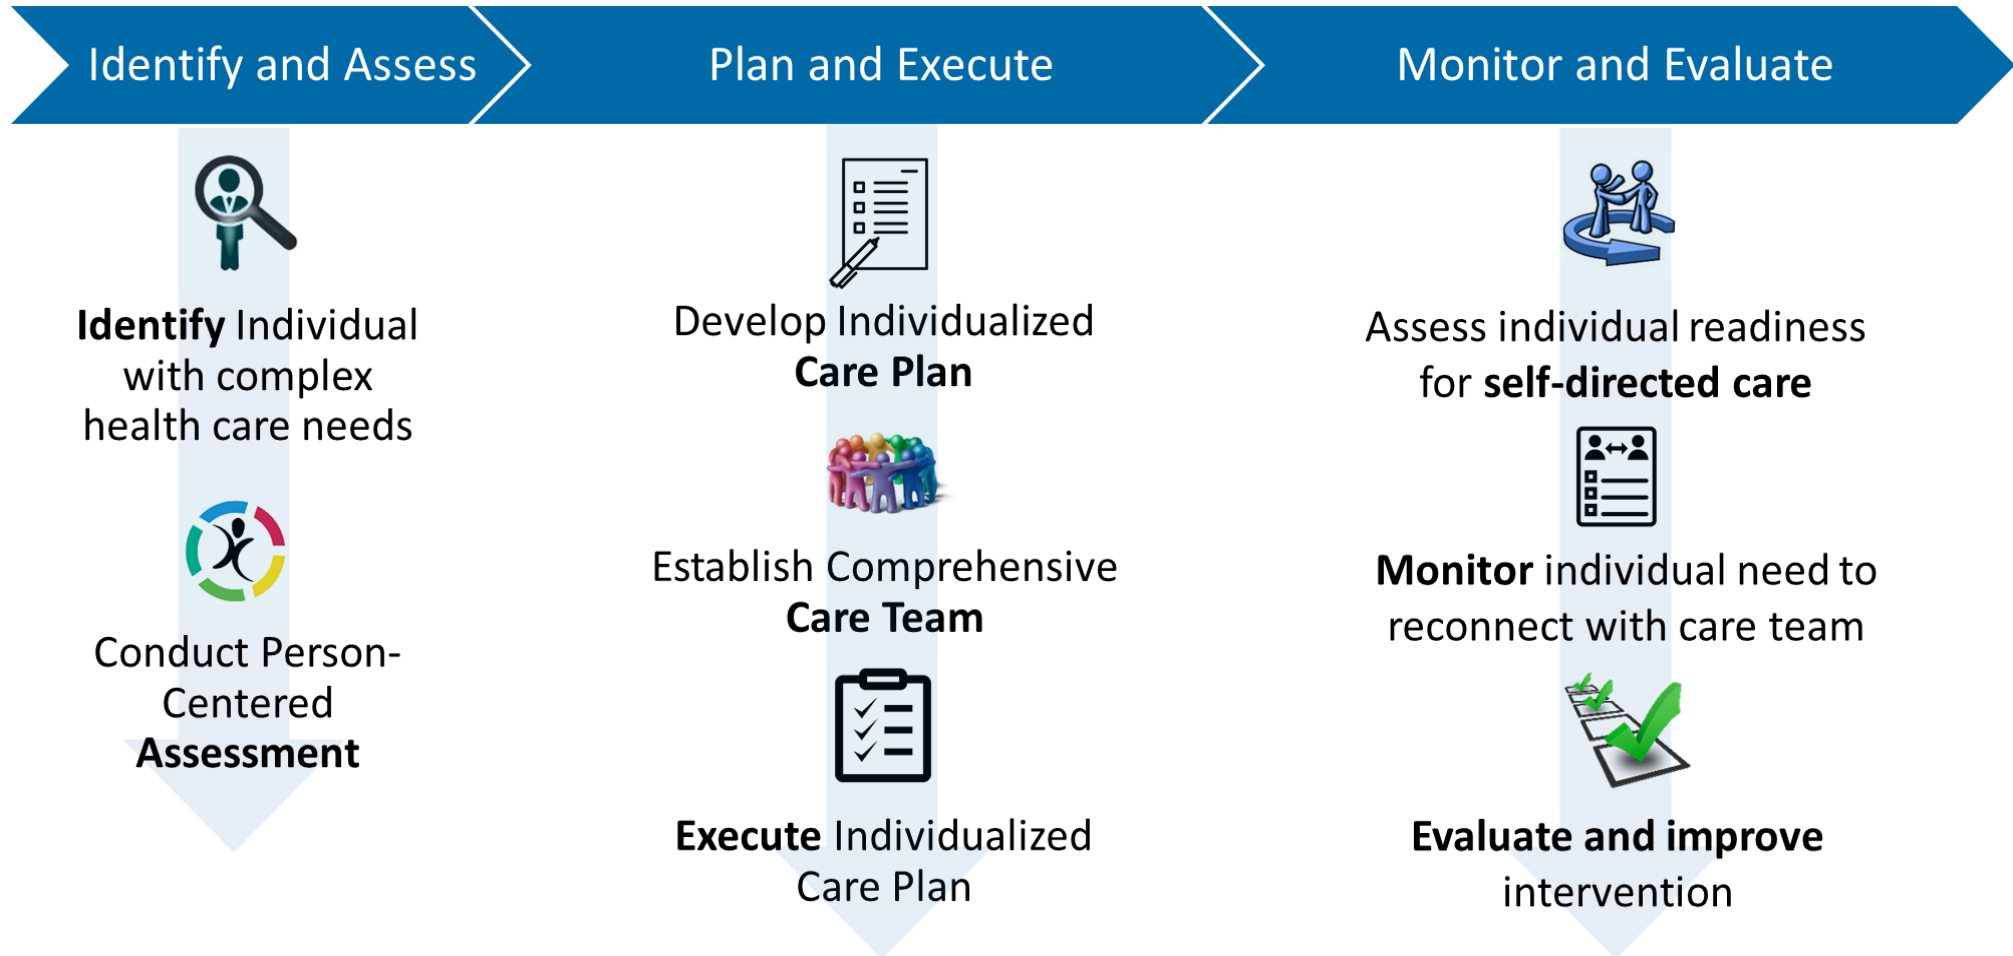 Identify and Assess
Plan and Execute
Monitor and Evaluate
Identify Individual
with complex
health care needs
Conduct Person-
Centered
Assessment
Develop Individualized
Care Plan
Establish Comprehensive
Care Team
Execute Individualized
Care Plan
Assess individual readiness
for self-directed care
Monitor individual need to
reconnect with care team
Evaluate and improve
intervention